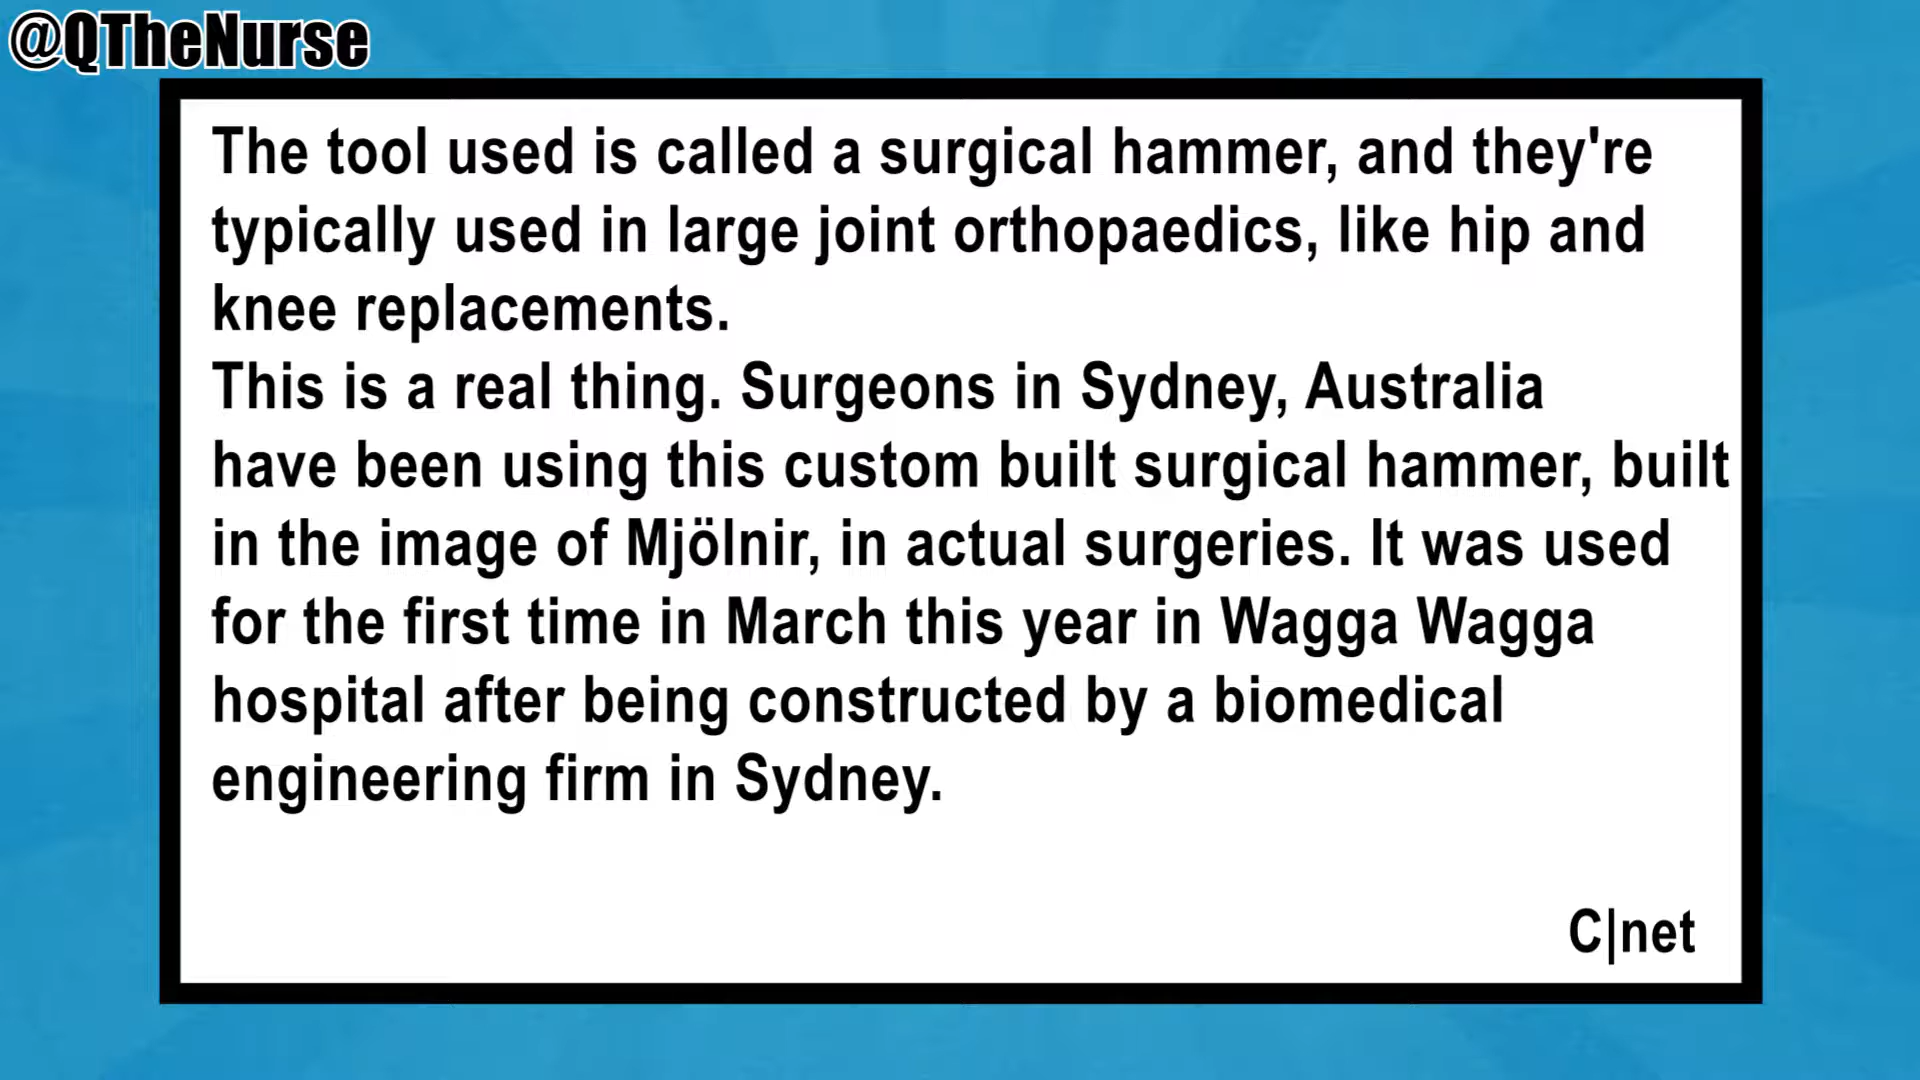 @QTheNurse
The tool used is called a surgical hammer, and they're
typically used in large joint orthopaedics, like hip and
knee replacements.
This is a real thing. Surgeons in Sydney, Australia
have been using this custom built surgical hammer, built
in the image of Mjölnir, in actual surgeries. It was used
for the first time in March this year in Wagga Wagga
hospital after being constructed by a biomedical
engineering firm in Sydney.
C|net